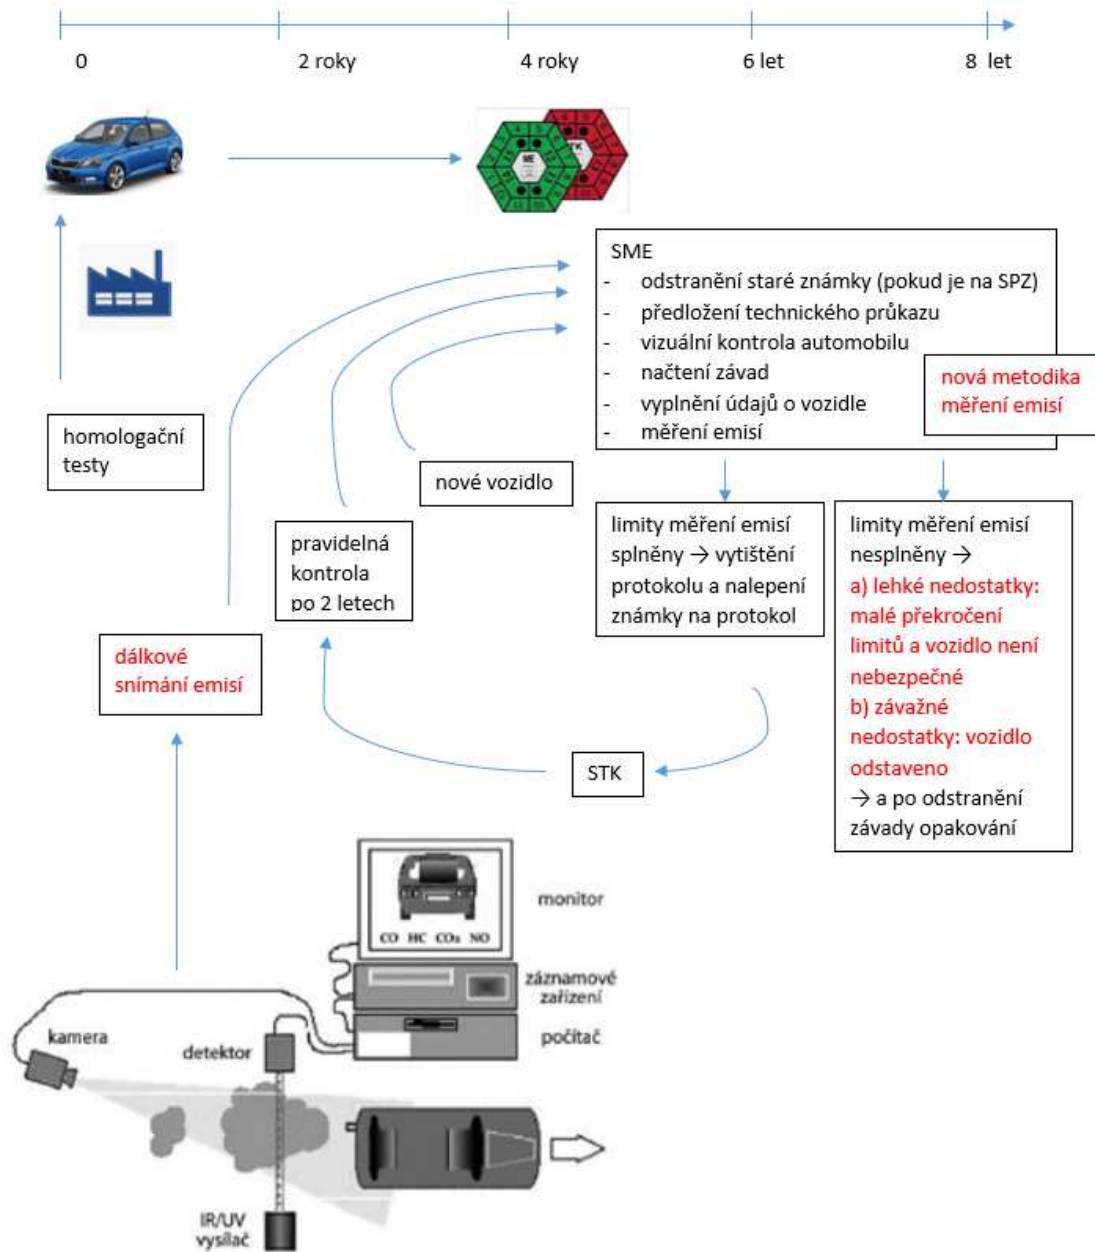 0
2 roky
4 roky
6 let
8 let
ME
TK
SME
- odstranění staré známky (pokud je na SPZ)
- předložení technického průkazu
- vizuální kontrola automobilu
- načtení závad
- vyplnění údajů o vozidle
- měření emisí
nová metodika
měření emisí
homologační
testy
nové vozidlo
pravidelná
kontrola
po 2 letech
limity měření emisí
splněny → vytištění
protokolu a nalepení
známky na protokol
limity měření emisí
nesplněny →
a) lehké nedostatky:
malé překročení
limitů a vozidlo není
nebezpečné
b) závažné
nedostatky: vozidlo
odstaveno
→ a po odstranění
závady opakování
dálkové
snímání emisí
STK
CO HC CO₂ NO
monitor
záznamové
zařízení
počítač
kamera
detektor
IR/UV
vysílač